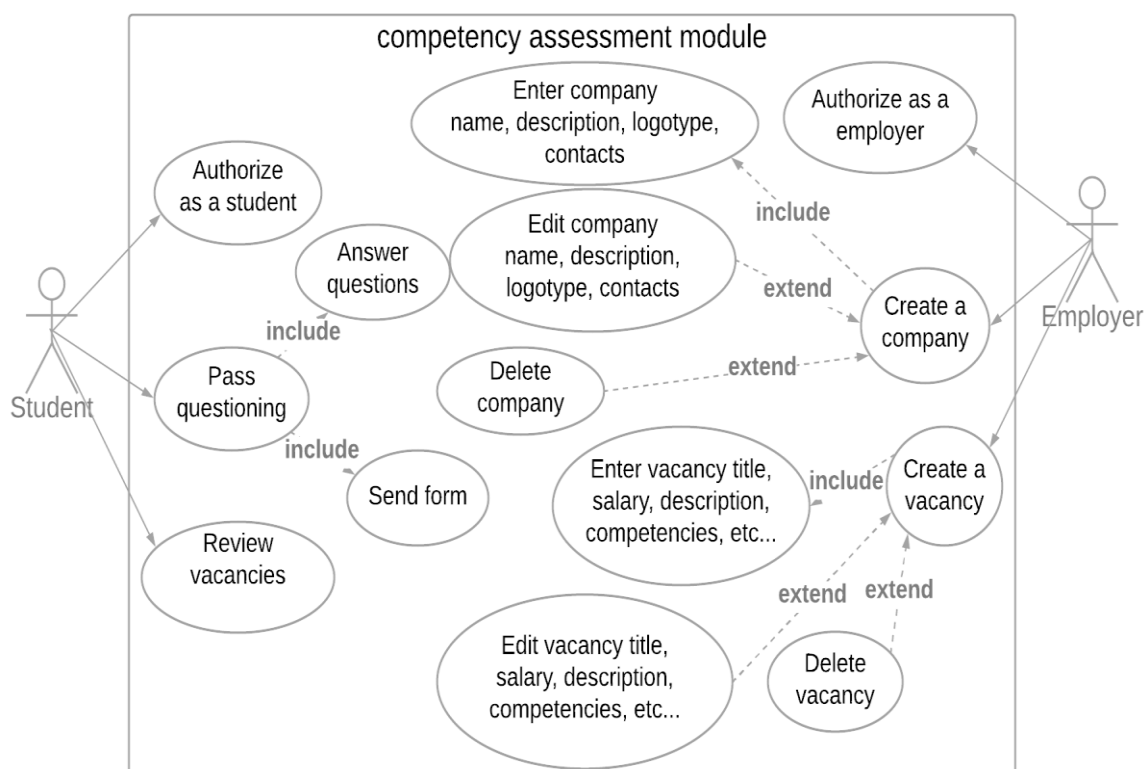 competency assessment module
Enter company
name, description, logotype,
contacts
Authorize as a
employer
Authorize
as a student
include
Edit company
name, description,
logotype, contacts
Answer
questions
extend
Create a
company
Employer
include
Pass
questioning
Student
Delete
company
extend
include
Send form
Enter vacancy title,
salary, description,
competencies, etc...
include
Create a
vacancy
Review
vacancies
extend
extend
Edit vacancy title,
salary, description,
competencies, etc...
Delete
vacancy